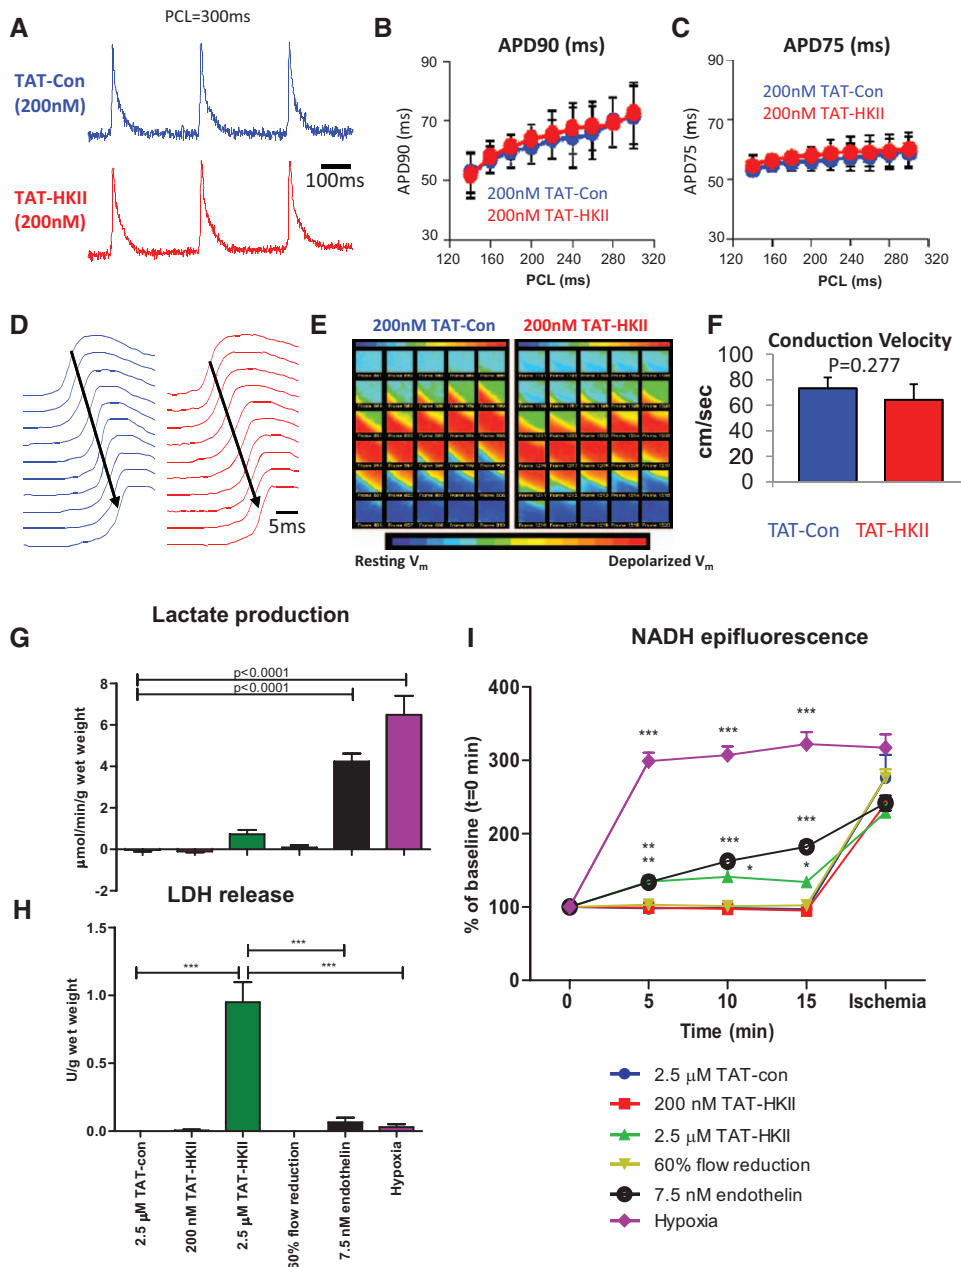 A
PCL=300ms
TAT-Con
(200nM)
TAT-HKII
(200nM)
100ms
B
APD90 (ms)
APD90 (ms)
90
70
50
30
200nM TAT-Con
200nM TAT-HKII
120 160 200 240 280 320
PCL (ms)
C
APD75 (ms)
APD75 (ms)
90
70
50
30
200nM TAT-Con
200nM TAT-HKII
120 160 200 240 280 320
PCL (ms)
D
5ms
E
200nM TAT-Con 200nM TAT-HKII
Resting Vm Depolarized Vm
F
Conduction Velocity
P=0.277
cm/sec
100
80
60
40
20
0
TAT-Con TAT-HKII
G
Lactate production
p<0.0001
p<0.0001
μmol/min/g wet weight
8
6
4
2
0
-2
H
LDH release
***
***
***
U/g wet weight
1.5
1.0
0.5
0.0
2.5 μM TAT-con
200 nM TAT-HKII
2.5 μM TAT-HKII
60% flow reduction
7.5 nM endothelin
Hypoxia
I
NADH epifluorescence
% of baseline (t=0 min)
400
300
200
100
0
*** *** ***
** *** ***
** * *
0 5 10 15 Ischemia
Time (min)
2.5 μM TAT-con
200 nM TAT-HKII
2.5 μM TAT-HKII
60% flow reduction
7.5 nM endothelin
Hypoxia